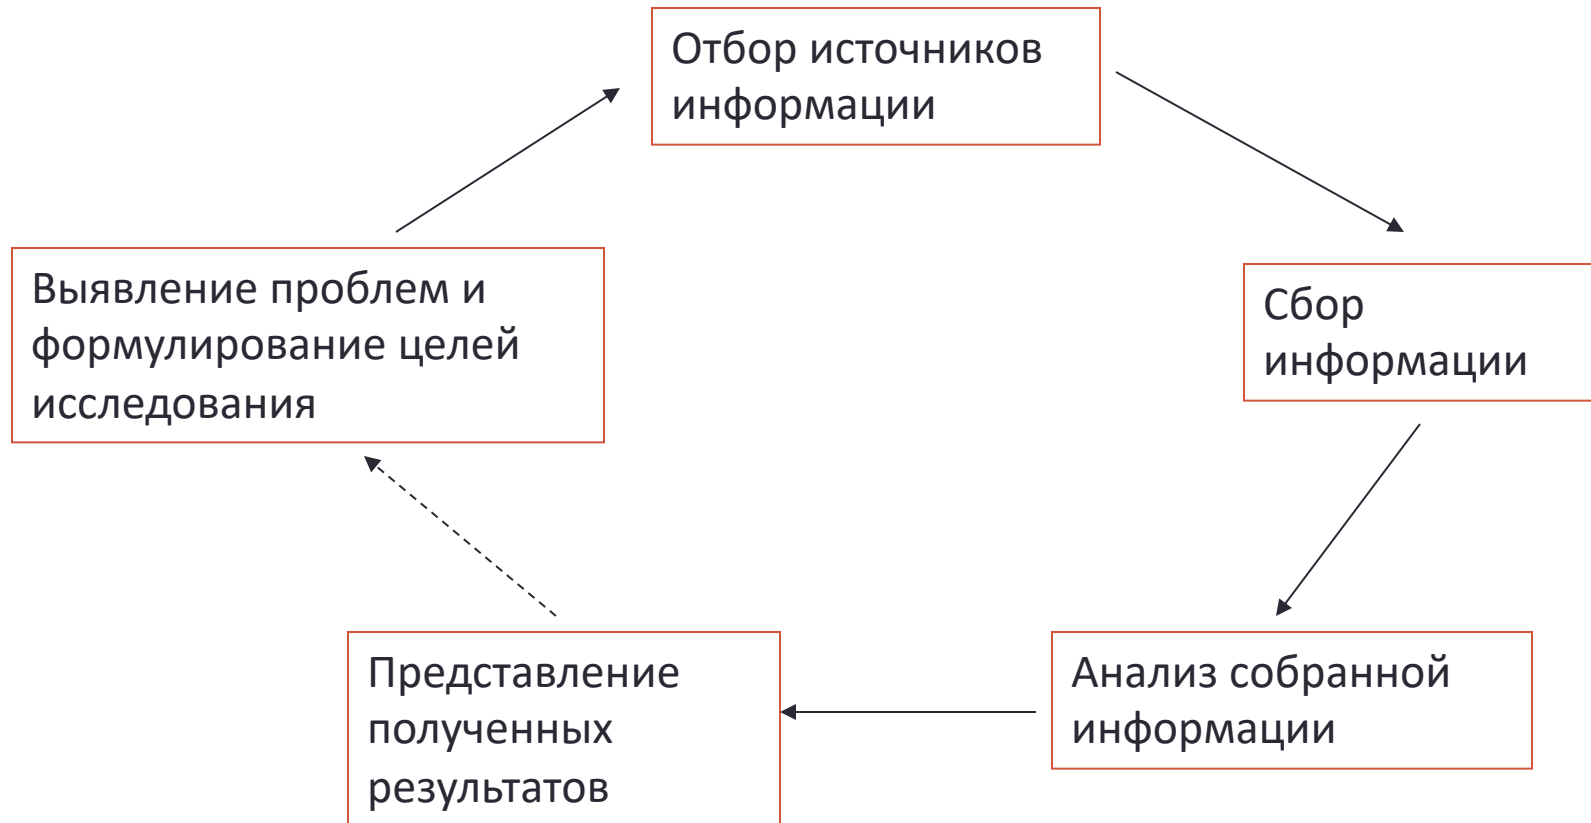 Отбор источников
информации
Выявление проблем и
формулирование целей
исследования
Сбор
информации
Представление
полученных
результатов
Анализ собранной
информации